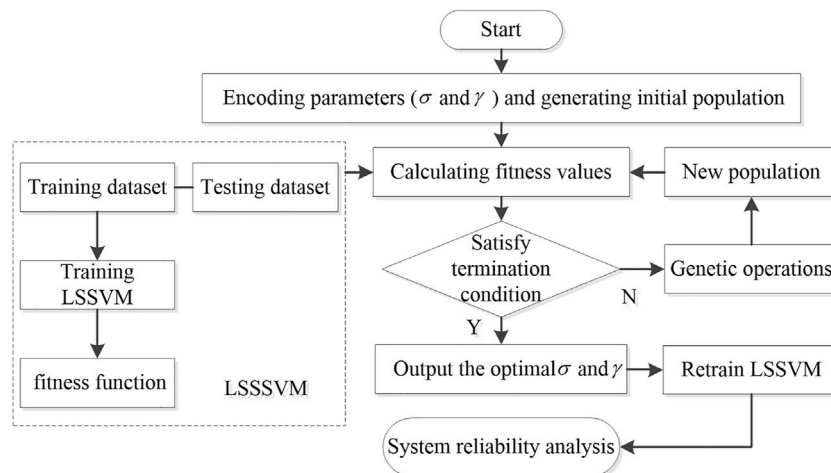 Start
Encoding parameters (σ and γ) and generating initial population
Training dataset
Testing dataset
Calculating fitness values
New population
Training
LSSVM
Satisfy
termination
condition
N
Genetic operations
Y
fitness function
LSSSVM
Output the optimal σ and γ
Retrain LSSVM
System reliability analysis